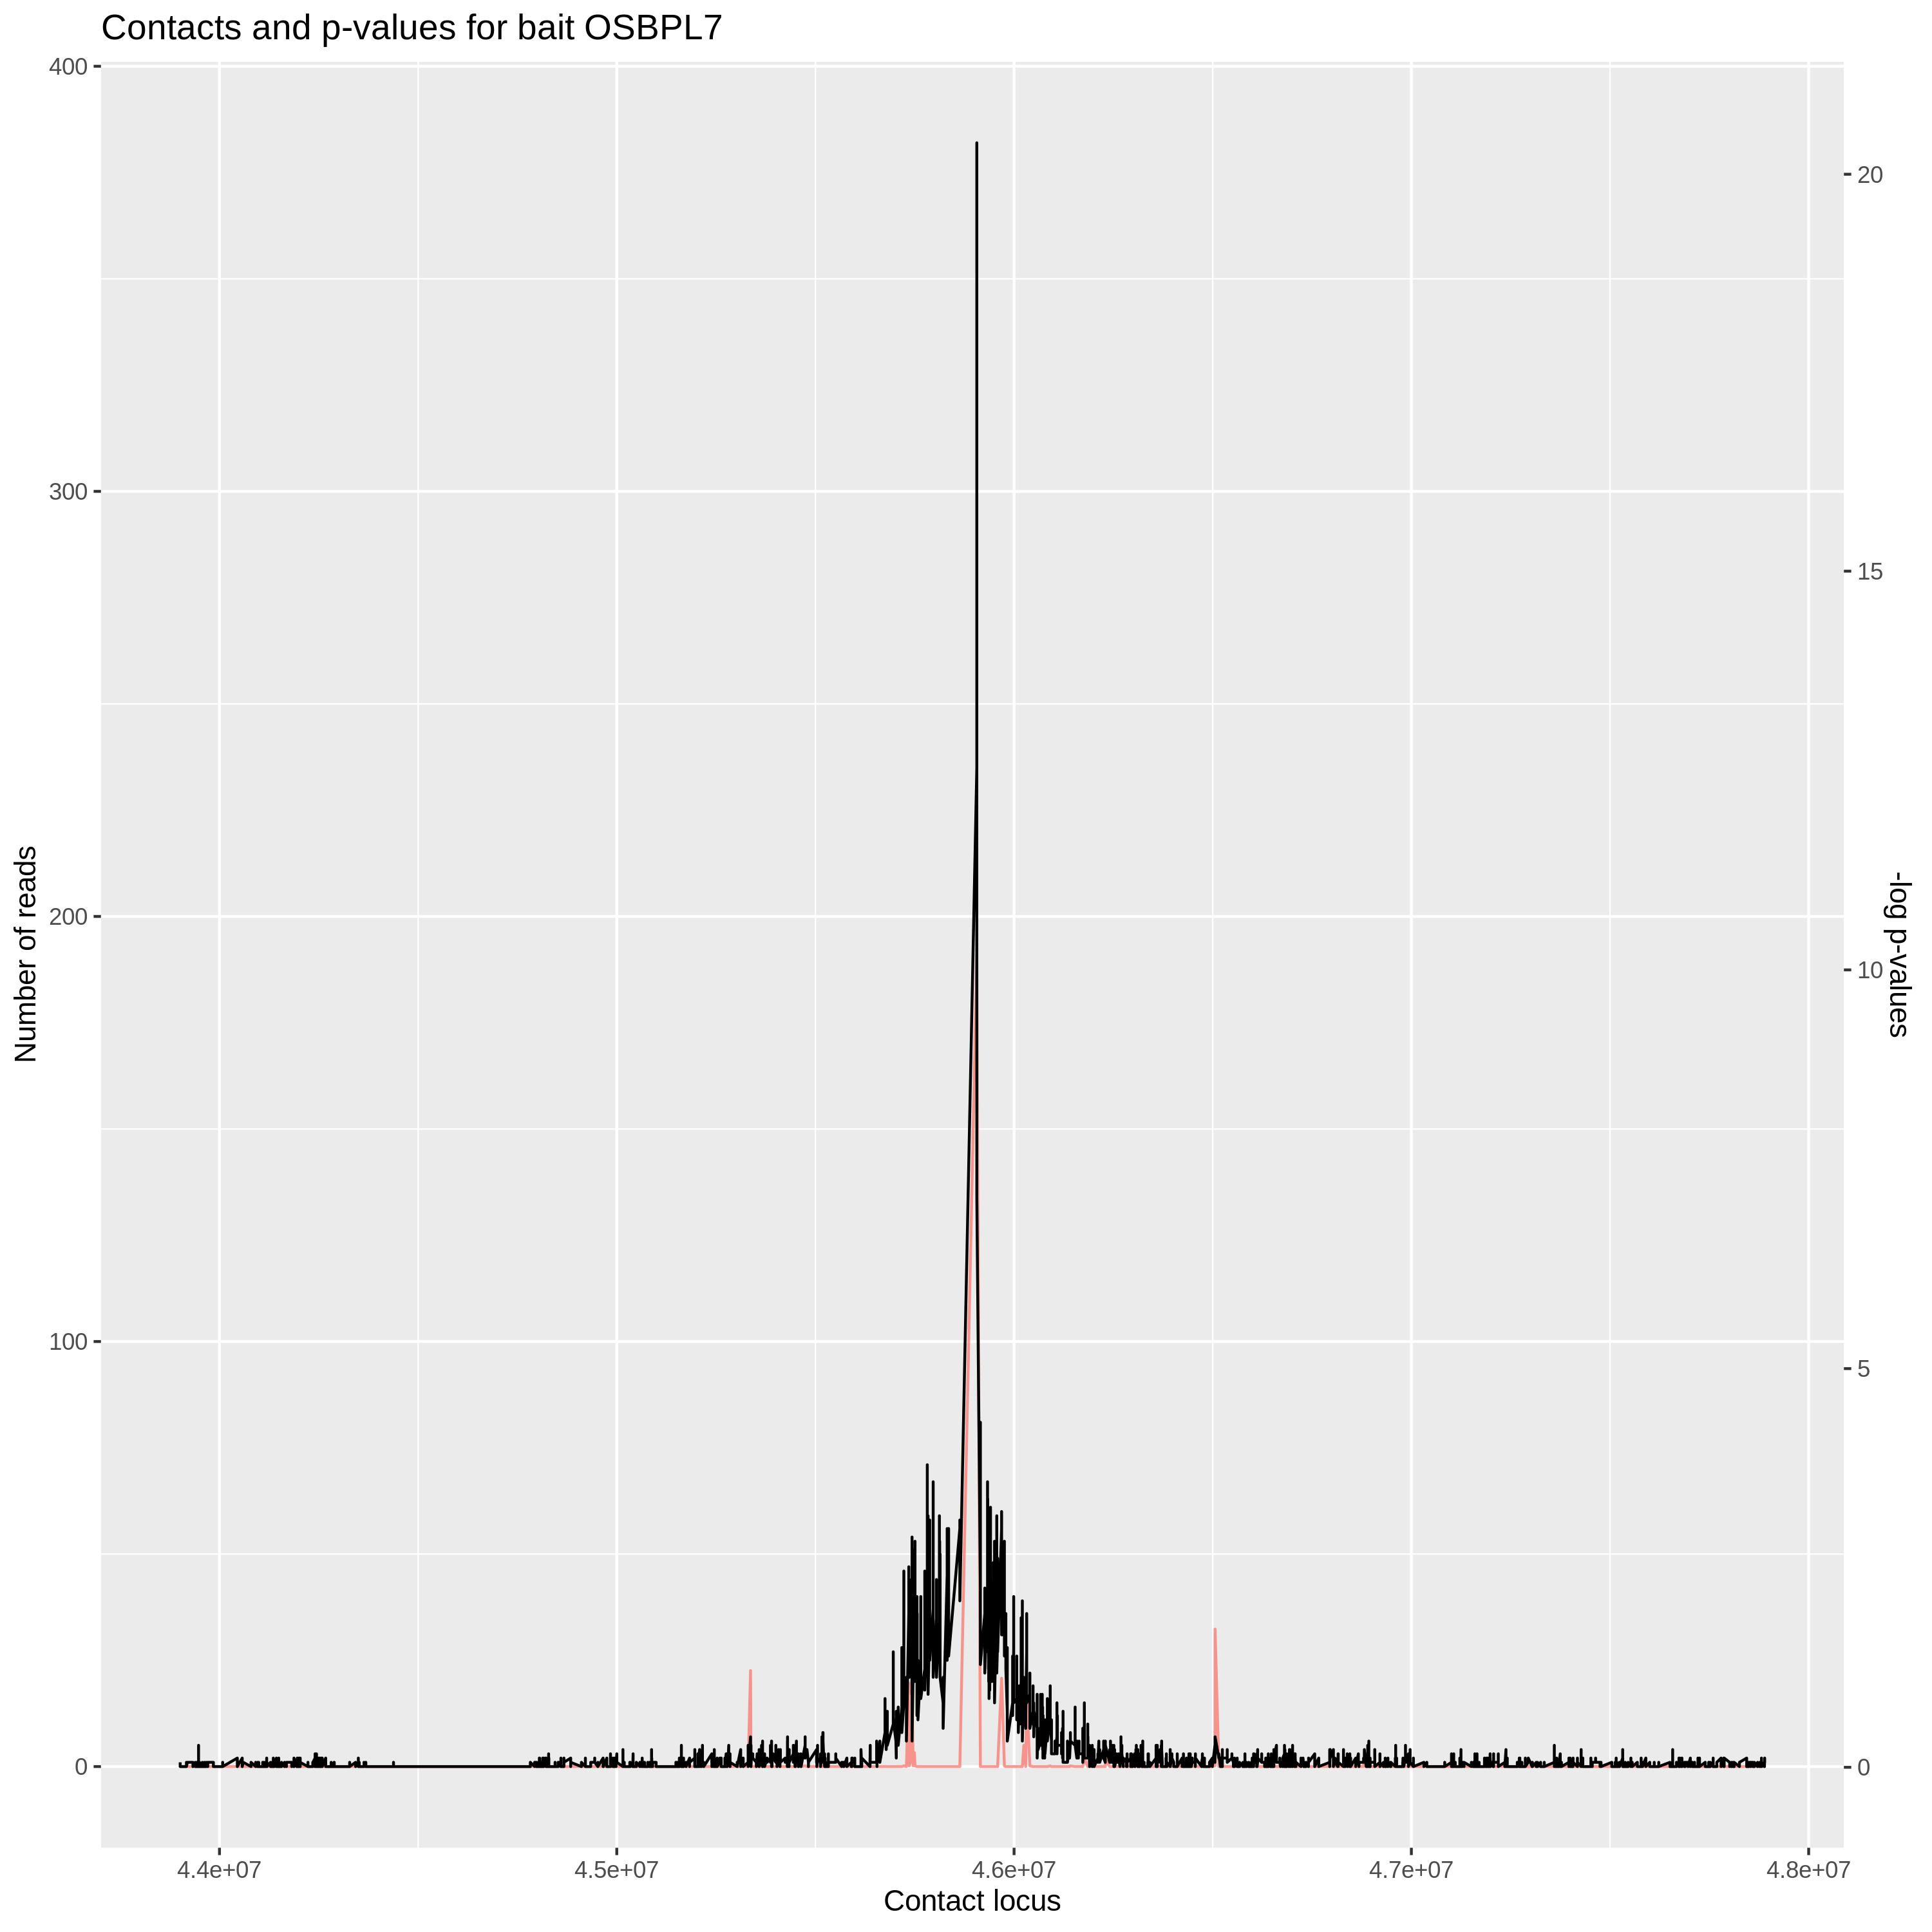 Contacts and p-values for bait OSBPL7
400
300
200
100
0
Number of reads
20
15
10
5
0
-log p-values
4.4e+07
4.5e+07
4.6e+07
4.7e+07
4.8e+07
Contact locus